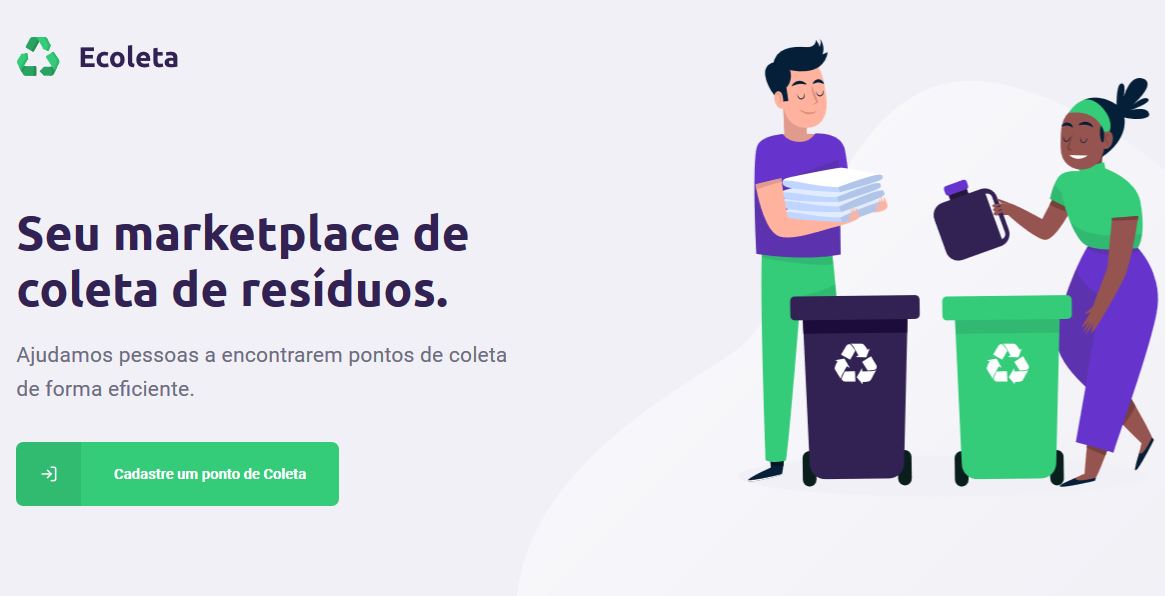 Ecoleta
Seu marketplace de
coleta de resíduos.
Ajudamos pessoas a encontrarem pontos de coleta
de forma eficiente.
Cadastre um ponto de Coleta